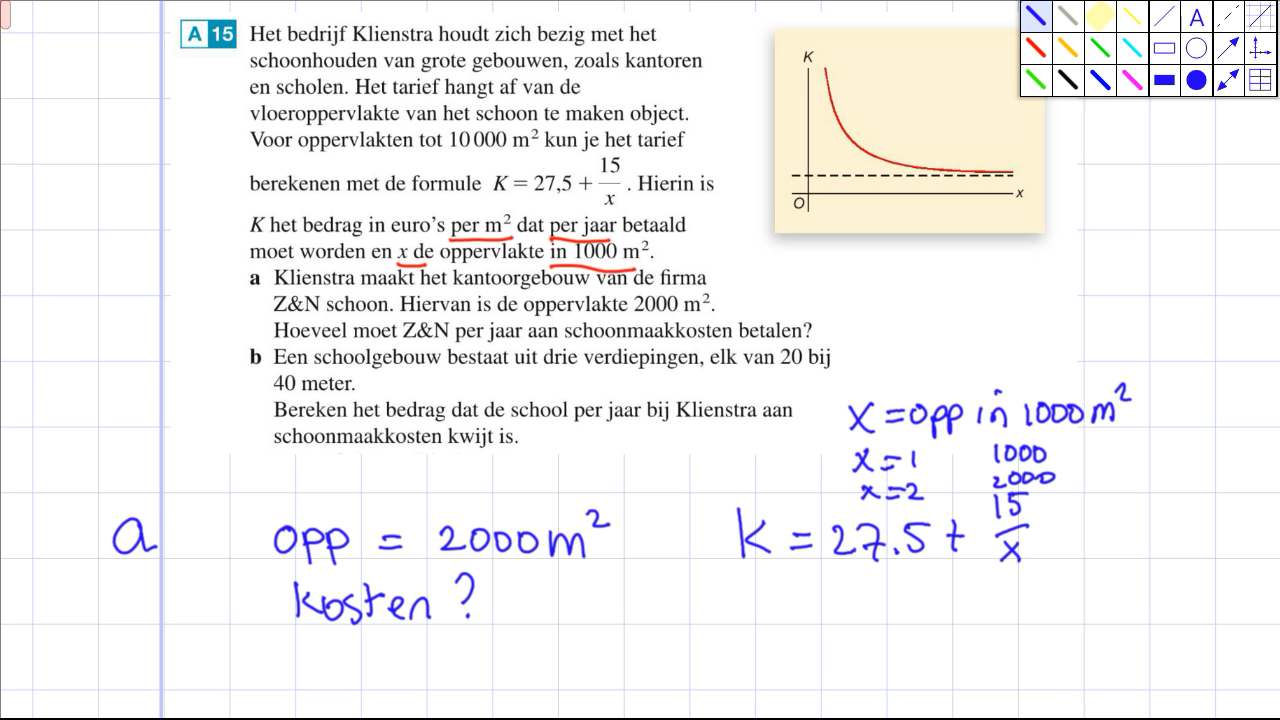 A 15 Het bedrijf Klienstra houdt zich bezig met het
schoonhouden van grote gebouwen, zoals kantoren
en scholen. Het tarief hangt af van de
vloeroppervlakte van het schoon te maken object.
Voor oppervlakten tot 10 000 m² kun je het tarief
berekenen met de formule K = 27,5 + 15/x . Hierin is
K het bedrag in euro’s per m² dat per jaar betaald
moet worden en x de oppervlakte in 1000 m².
a Klienstra maakt het kantoorgebouw van de firma
Z&N schoon. Hiervan is de oppervlakte 2000 m².
Hoeveel moet Z&N per jaar aan schoonmaakkosten betalen?
b Een schoolgebouw bestaat uit drie verdiepingen, elk van 20 bij
40 meter.
Bereken het bedrag dat de school per jaar bij Klienstra aan
schoonmaakkosten kwijt is.
K
O
x
A
x = opp in 1000 m²
x = 1 1000
x = 2 2000
a opp = 2000 m² K = 27.5 + 15/x
kosten ?